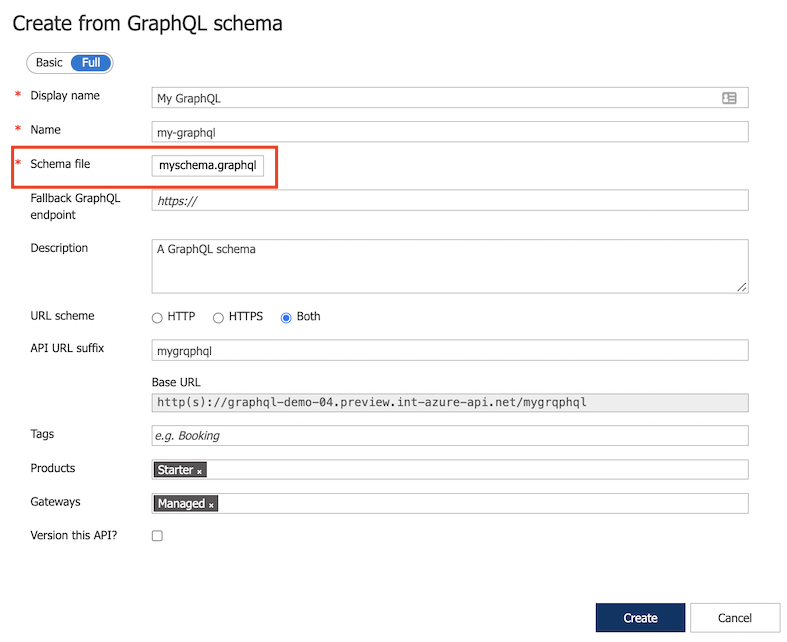 Create from GraphQL schema
Basic Full
* Display name My GraphQL
* Name my-graphql
* Schema file myschema.graphql
Fallback GraphQL https://
endpoint
Description A GraphQL schema
URL scheme HTTP HTTPS Both
API URL suffix mygrqphql
Base URL
http(s)://graphql-demo-04.preview.int-azure-api.net/mygrqphql
Tags e.g. Booking
Products Starter x
Gateways Managed x
Version this API?
Create Cancel